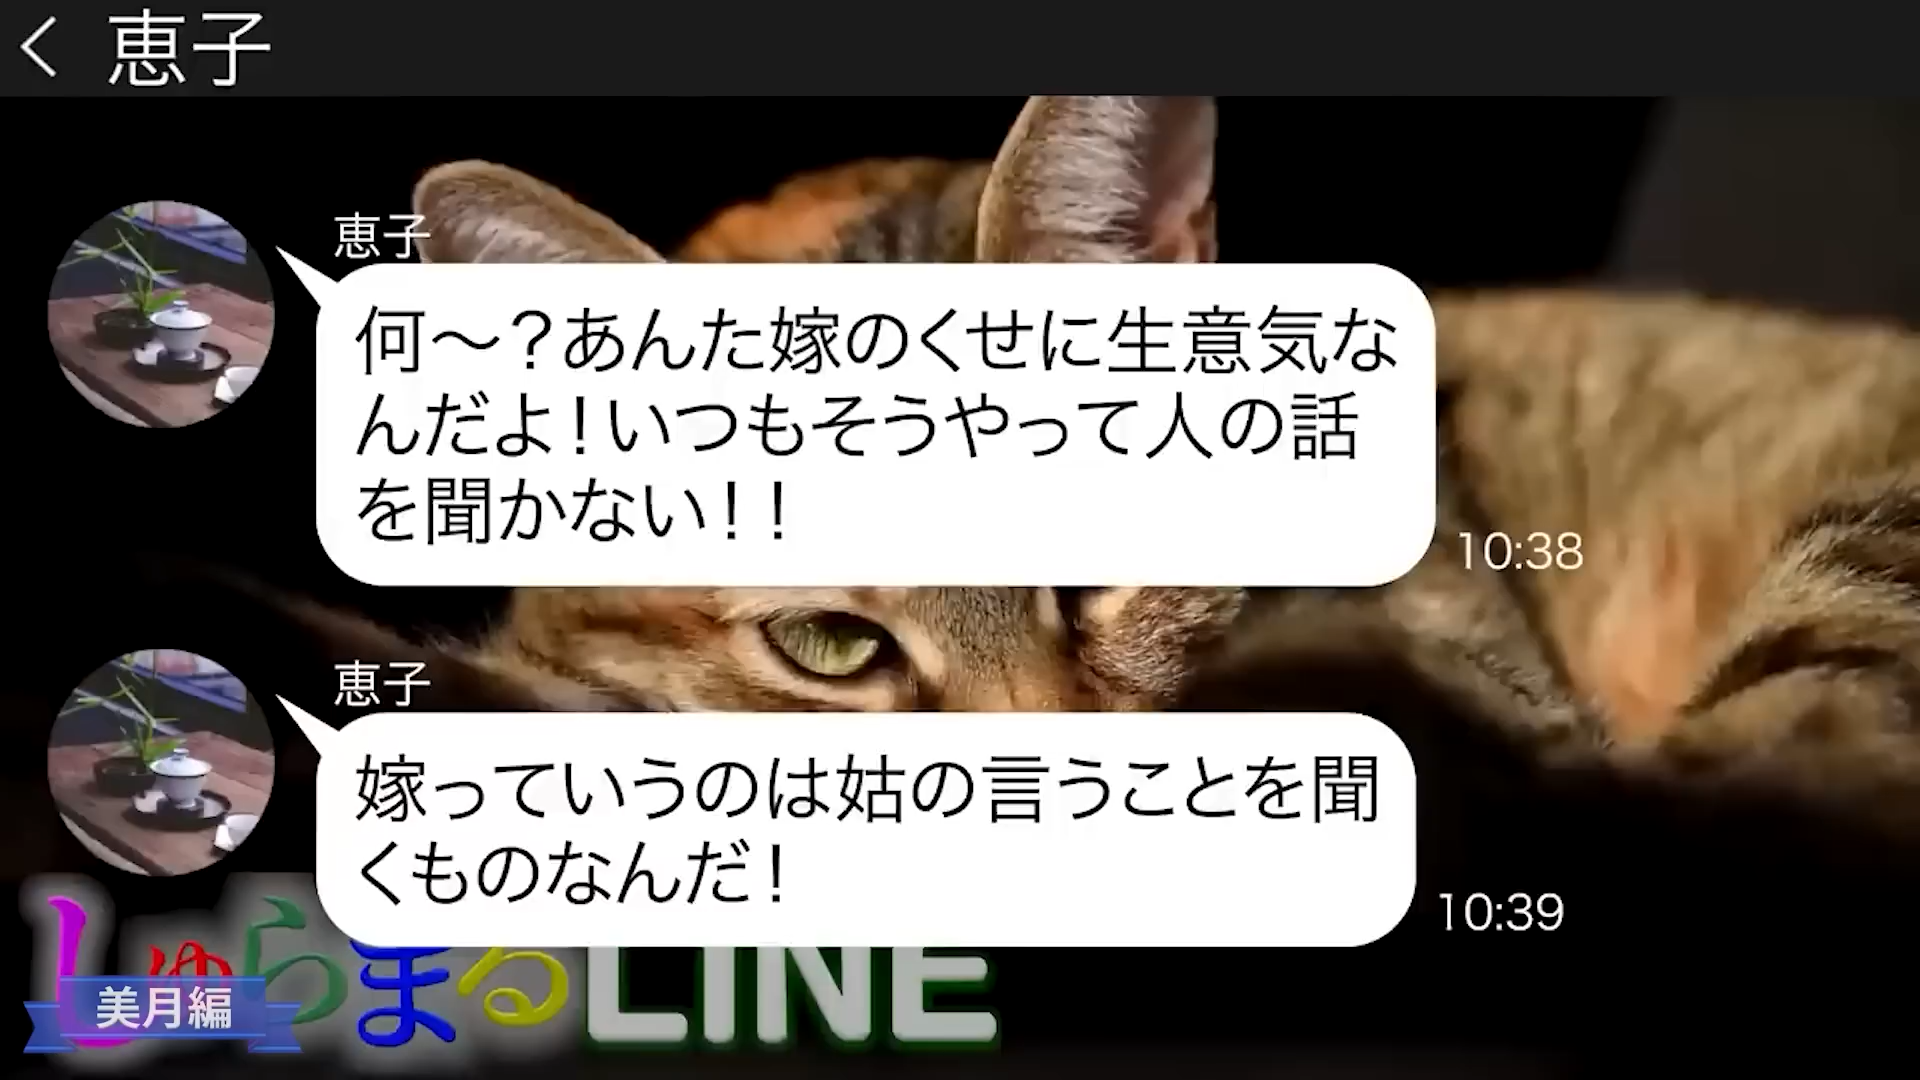 恵子
恵子
何〜？あんた嫁のくせに生意気な
んだよ！いつもそうやって人の話
を聞かない！！
10:38
恵子
嫁っていうのは姑の言うことを聞
くものなんだ！
10:39
しゅらまるLINE
美月編